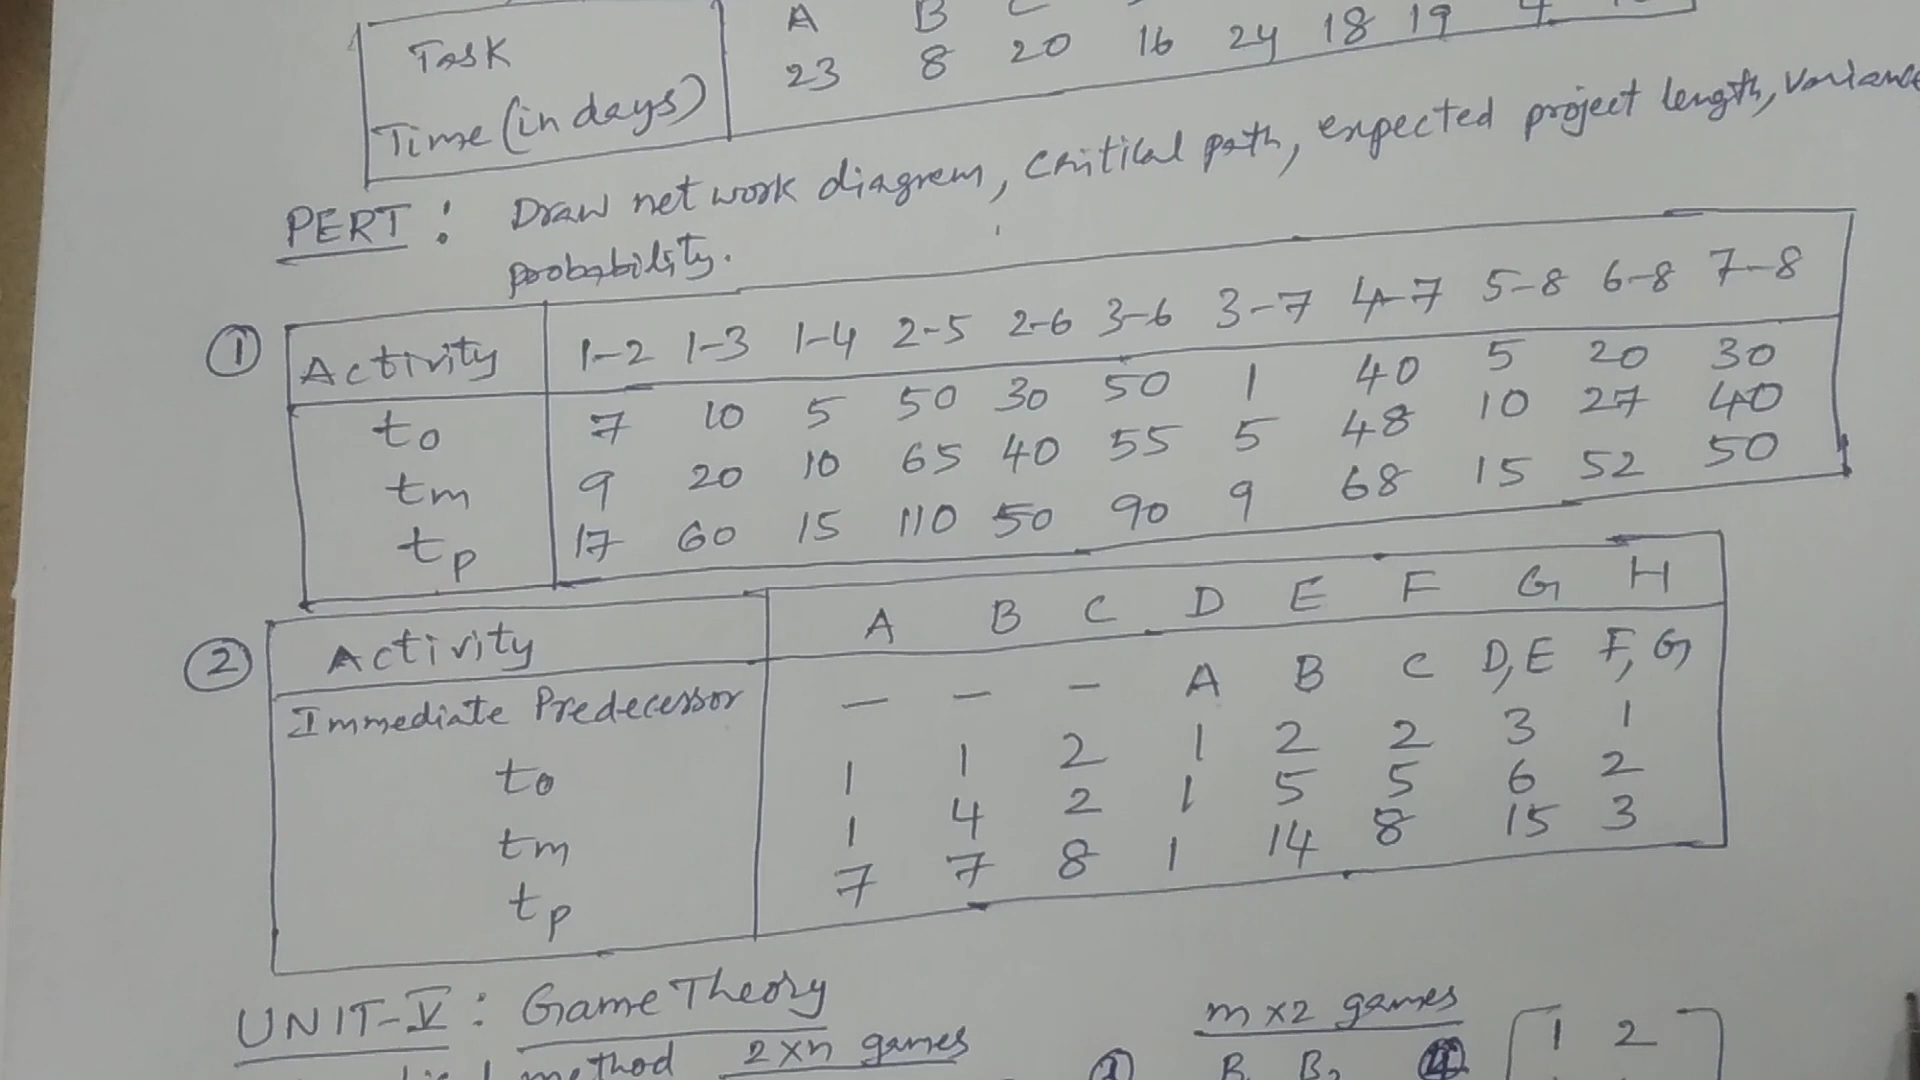 Task A B C
Time (in days) 23 8 20 16 24 18 19 4
PERT : Draw net work diagram, critical path, expected project length, variance
probability.
① Activity 1-2 1-3 1-4 2-5 2-6 3-6 3-7 4-7 5-8 6-8 7-8
to 7 10 5 50 30 50 1 40 5 20 30
tm 9 20 10 65 40 55 5 48 10 27 40
tp 17 60 15 110 50 90 9 68 15 52 50
② Activity A B C D E F G H
Immediate Predecessor — — — A B C D,E F,G
to 1 1 2 1 2 2 3 1
tm 1 4 2 1 5 5 6 2
tp 7 7 8 1 14 8 15 3
UNIT-V : Game Theory
method 2×n games
m×2 games
1 2